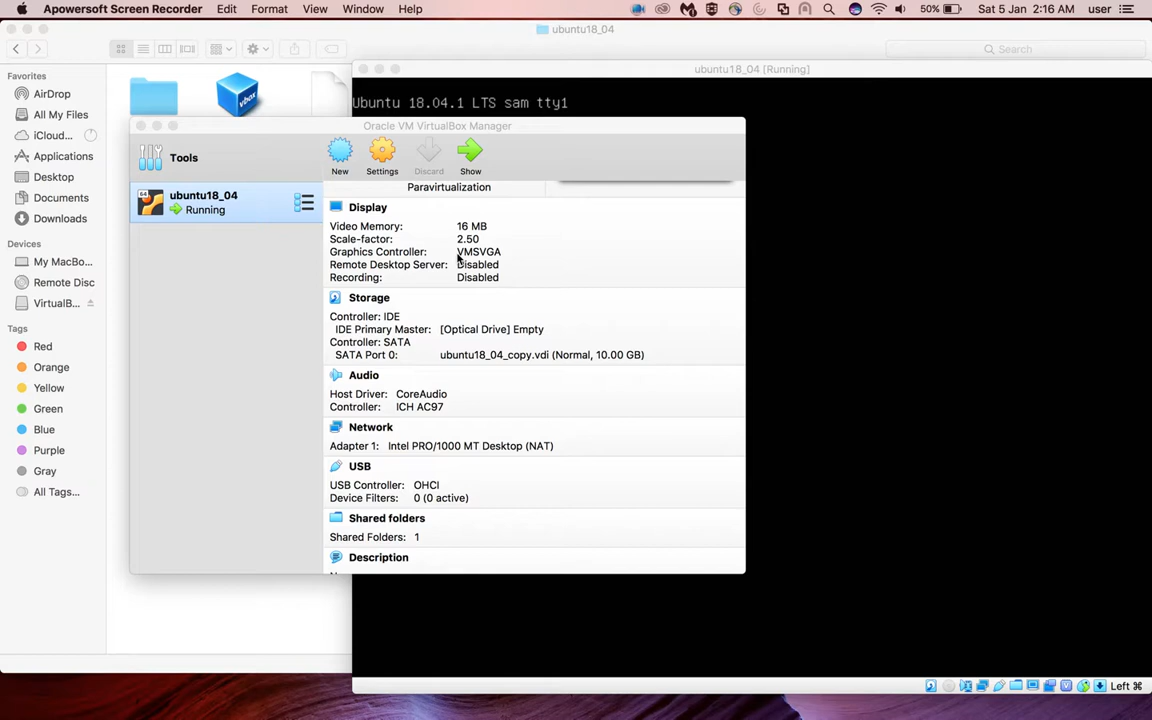 Apowersoft Screen Recorder Edit Format View Window Help 50% Sat 5 Jan 2:16 AM user
ubuntu18_04
Search
Favorites
AirDrop
All My Files
iCloud...
Applications
Desktop
Documents
Downloads
Devices
My MacBo...
Remote Disc
VirtualB...
Tags
Red
Orange
Yellow
Green
Blue
Purple
Gray
All Tags...
vbox
ubuntu18_04 [Running]
Ubuntu 18.04.1 LTS sam tty1
Oracle VM VirtualBox Manager
Tools
New Settings Discard Show
64
ubuntu18_04
Running
Paravirtualization
Display
Video Memory: 16 MB
Scale-factor: 2.50
Graphics Controller: VMSVGA
Remote Desktop Server: Disabled
Recording: Disabled
Storage
Controller: IDE
IDE Primary Master: [Optical Drive] Empty
Controller: SATA
SATA Port 0: ubuntu18_04_copy.vdi (Normal, 10.00 GB)
Audio
Host Driver: CoreAudio
Controller: ICH AC97
Network
Adapter 1: Intel PRO/1000 MT Desktop (NAT)
USB
USB Controller: OHCI
Device Filters: 0 (0 active)
Shared folders
Shared Folders: 1
Description
Left ⌘